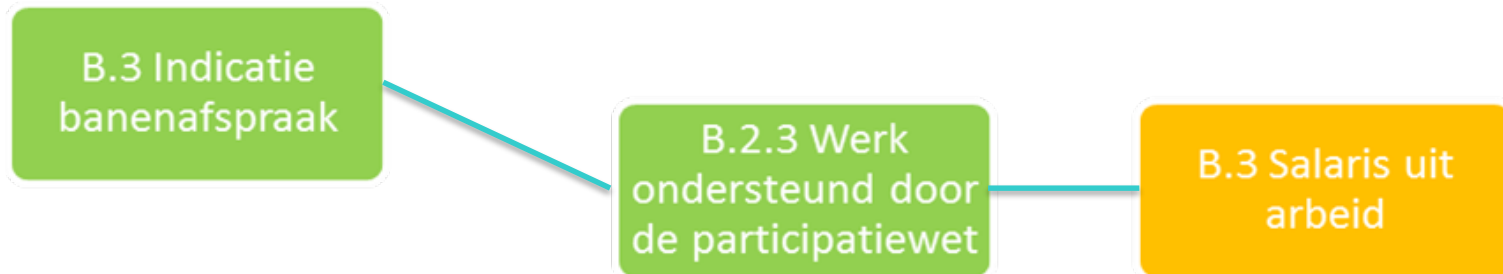 B.3 Indicatie
banenafspraak
B.2.3 Werk
ondersteund door
de participatiewet
B.3 Salaris uit
arbeid